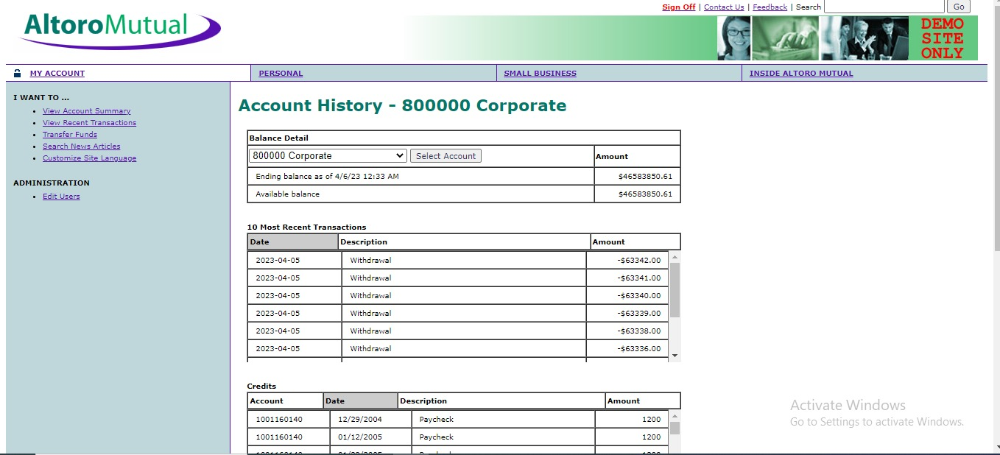 Sign Off | Contact Us | Feedback | Search Go
AltoroMutual
DEMO
SITE
ONLY
MY ACCOUNT PERSONAL SMALL BUSINESS INSIDE ALTORO MUTUAL
I WANT TO ...
View Account Summary
View Recent Transactions
Transfer Funds
Search News Articles
Customize Site Language
ADMINISTRATION
Edit Users
Account History - 800000 Corporate
Balance Detail
800000 Corporate Select Account Amount
Ending balance as of 4/6/23 12:33 AM $46583850.61
Available balance $46583850.61
10 Most Recent Transactions
Date Description Amount
2023-04-05 Withdrawal -$63342.00
2023-04-05 Withdrawal -$63341.00
2023-04-05 Withdrawal -$63340.00
2023-04-05 Withdrawal -$63339.00
2023-04-05 Withdrawal -$63338.00
2023-04-05 Withdrawal -$63336.00
Credits
Account Date Description Amount
1001160140 12/29/2004 Paycheck 1200
1001160140 01/12/2005 Paycheck 1200
Activate Windows
Go to Settings to activate Windows.